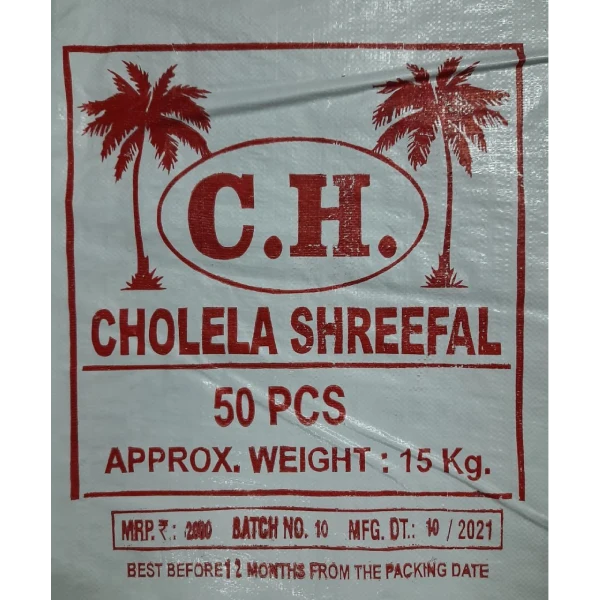 C.H.
CHOLELA SHREEFAL
50 PCS
APPROX. WEIGHT : 15 Kg.
MRP. ₹ : BATCH NO. 10 MFG. DT.: 10 / 2021
BEST BEFORE 12 MONTHS FROM THE PACKING DATE